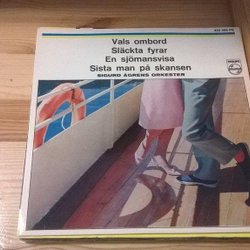 Vals ombord
Släckta fyrar
En sjömansvisa
Sista man på skansen
SIGURD ÅGRENS ORKESTER
PHILIPS